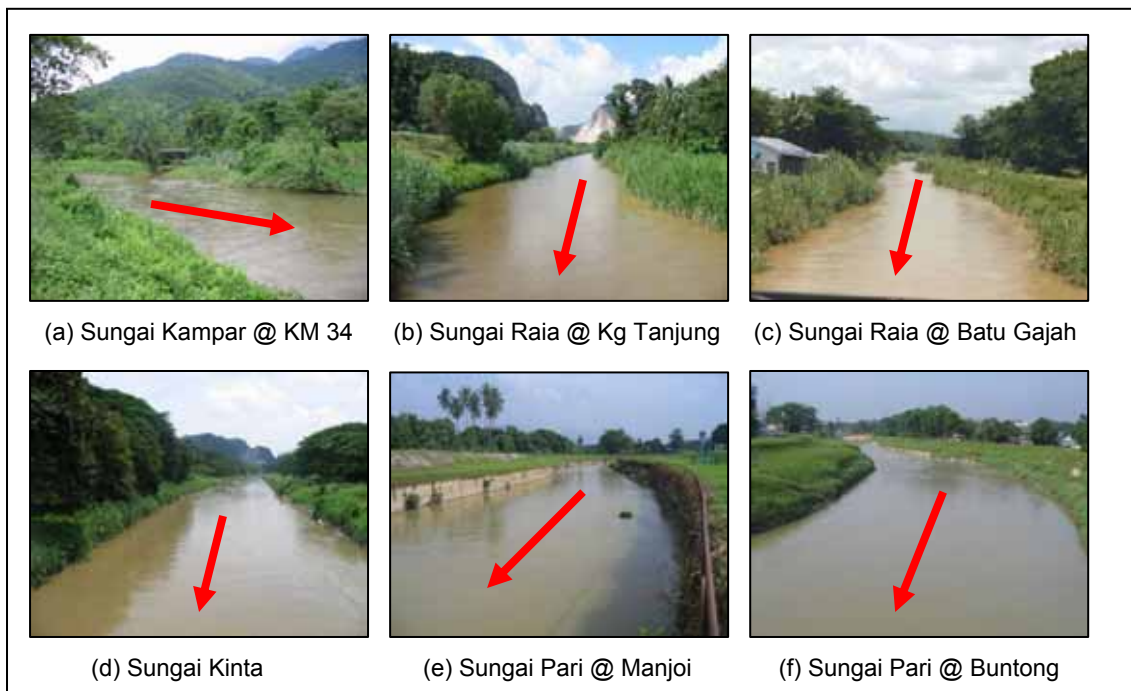 (a) Sungai Kampar @ KM 34
(b) Sungai Raia @ Kg Tanjung
(c) Sungai Raia @ Batu Gajah
(d) Sungai Kinta
(e) Sungai Pari @ Manjoi
(f) Sungai Pari @ Buntong